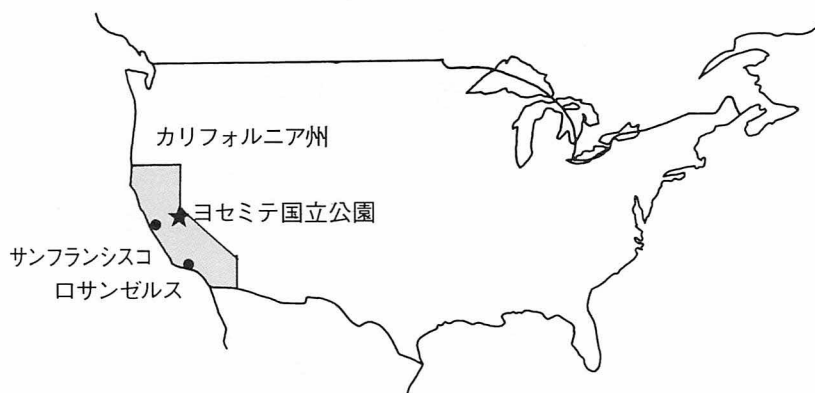 カリフォルニア州
ヨセミテ国立公園
サンフランシスコ
ロサンゼルス